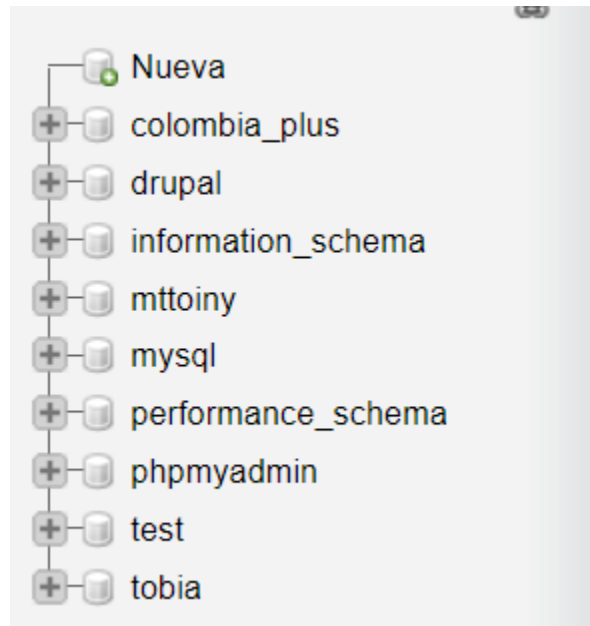 Nueva
colombia_plus
drupal
information_schema
mttoiny
mysql
performance_schema
phpmyadmin
test
tobia